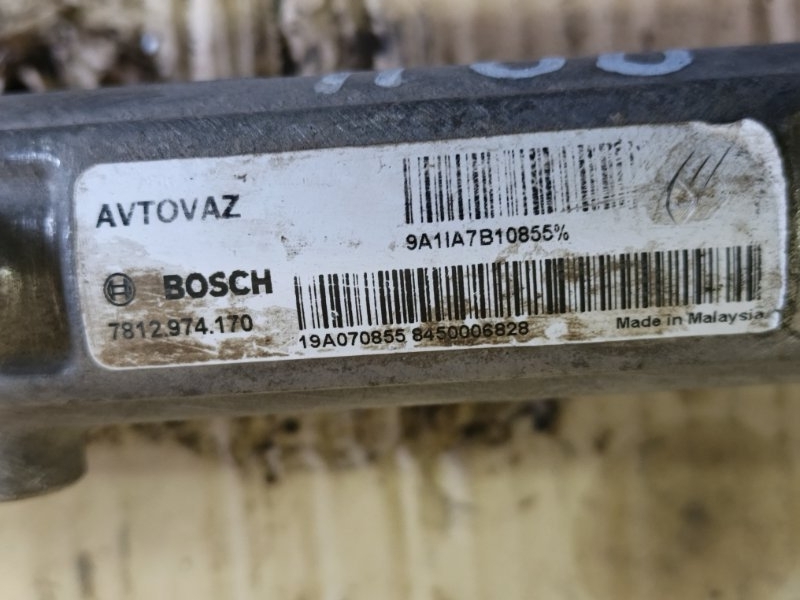 AVTOVAZ
9A1IA7B10855%
BOSCH
7812.974.170
19A070855 8450006828
Made in Malaysia